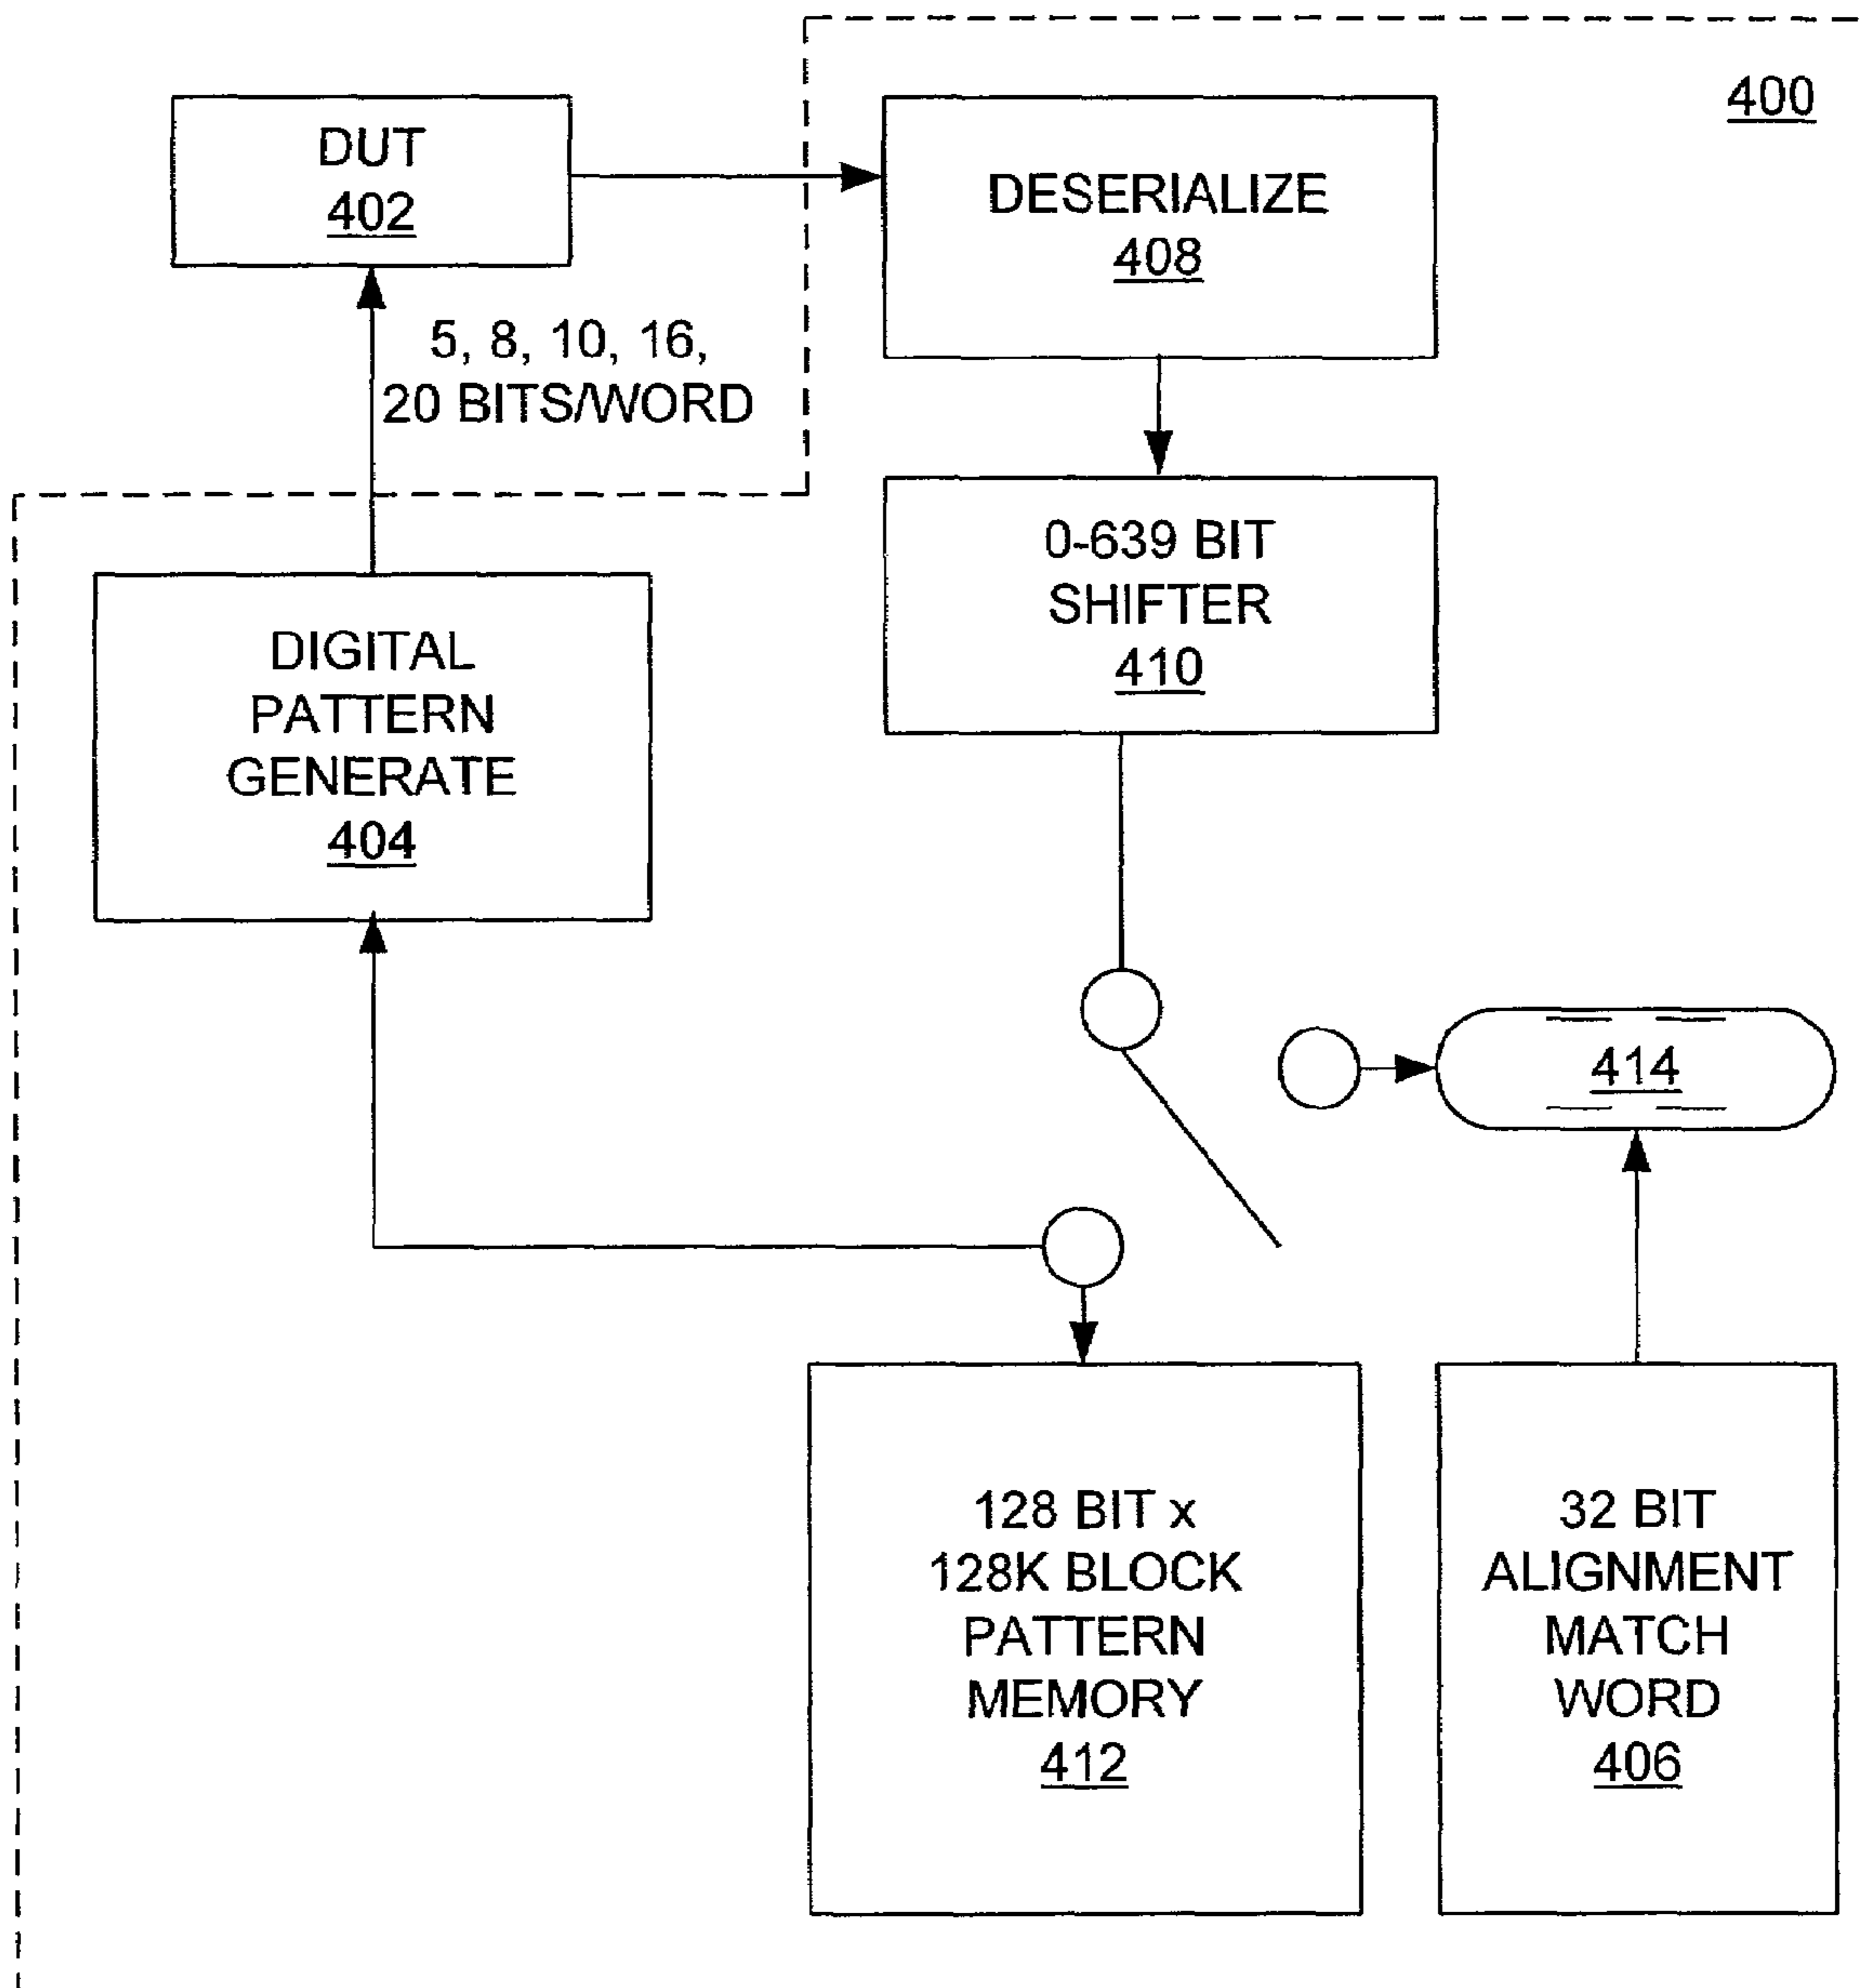 400
DUT
402
DESERIALIZE
408
5, 8, 10, 16,
20 BITS/WORD
0-639 BIT
SHIFTER
410
DIGITAL
PATTERN
GENERATE
404
414
128 BIT x
128K BLOCK
PATTERN
MEMORY
412
32 BIT
ALIGNMENT
MATCH
WORD
406